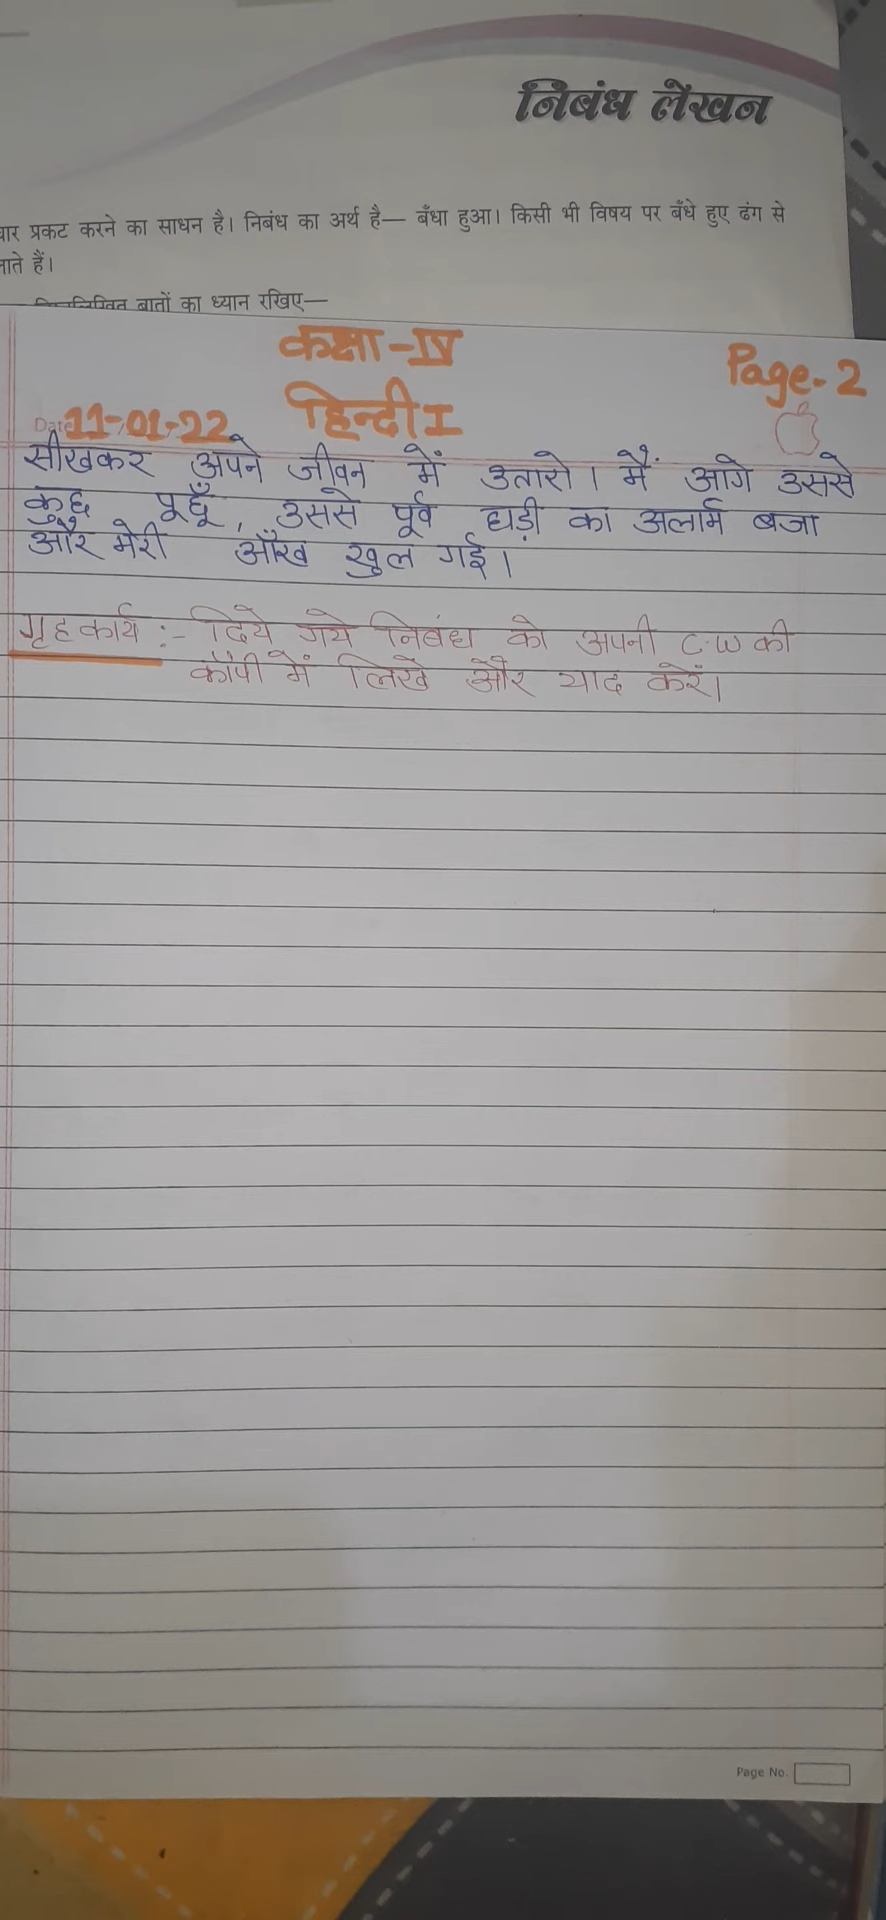 निबंध लेखन
प्रकट करने का साधन है। निबंध का अर्थ है— बँधा हुआ। किसी भी विषय पर बँधे हुए ढंग से
हैं।
बातों का ध्यान रखिए—
कक्षा-IV
Page-2
हिन्दी I
Date 11-01-22
सीखकर अपने जीवन में उतारो। मैं आगे उससे
कुछ पूछूँ, उससे पूर्व घड़ी का अलार्म बजा
और मेरी आँख खुल गई।
गृहकार्य :- दिये गये निबंध को अपनी C.W की
कॉपी में लिखें और याद करें।
Page No.